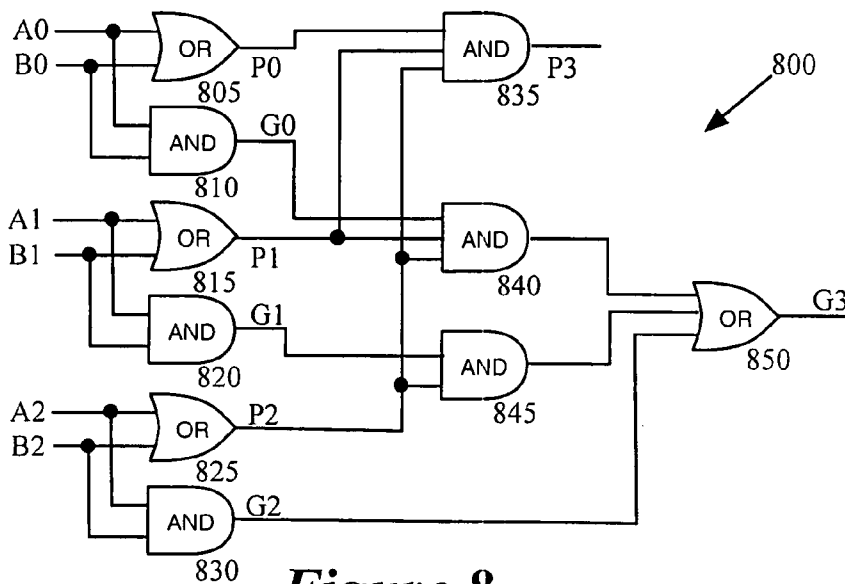 A0
B0
OR
P0
805
AND
P3
835
800
AND
G0
810
A1
B1
OR
P1
815
AND
840
AND
G1
820
AND
845
OR
G3
850
A2
B2
OR
P2
825
AND
G2
830
Figure 8